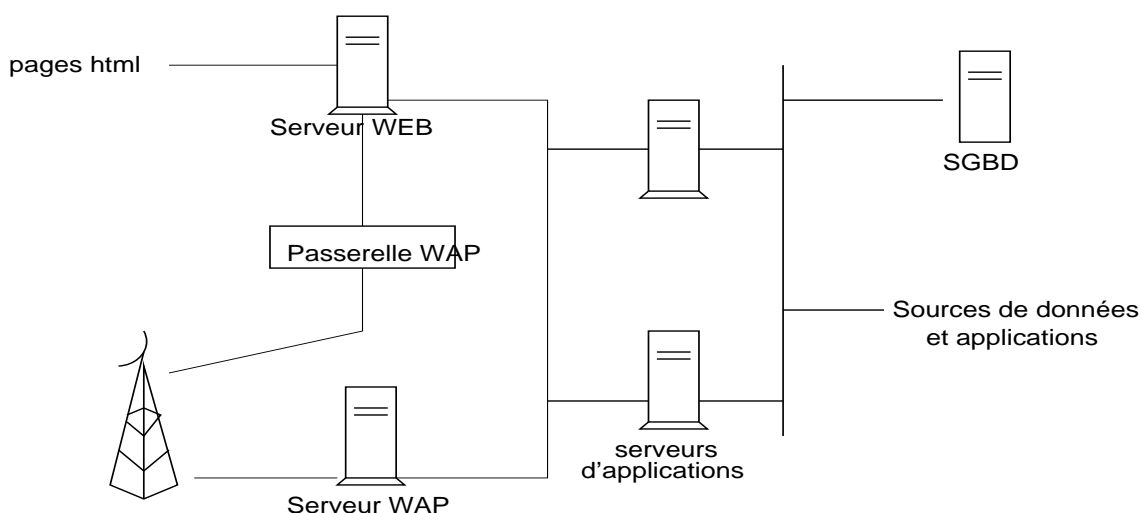 pages html
Serveur WEB
SGBD
Passerelle WAP
Sources de données
et applications
serveurs
d'applications
Serveur WAP